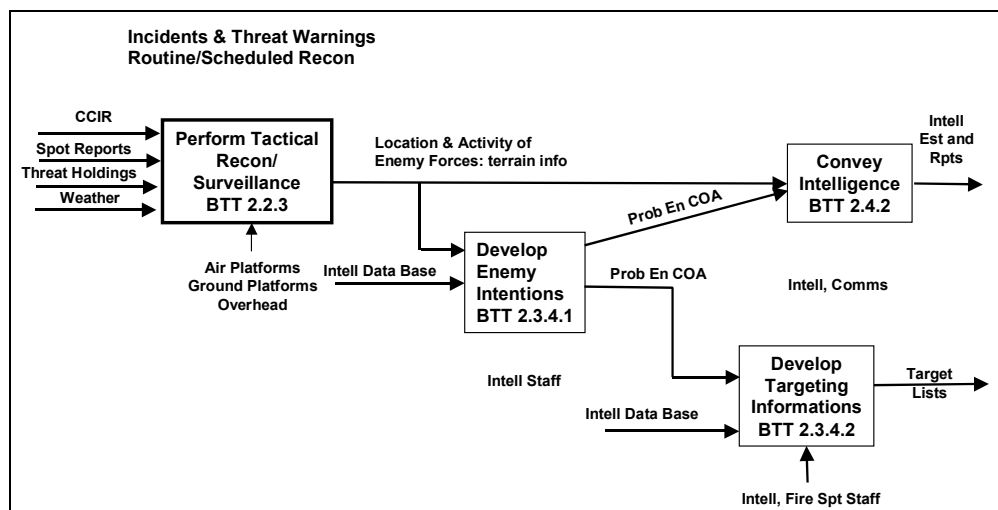 Incidents & Threat Warnings
Routine/Scheduled Recon
CCIR
Spot Reports
Threat Holdings
Weather
Perform Tactical
Recon/
Surveillance
BTT 2.2.3
Air Platforms
Ground Platforms
Overhead
Location & Activity of
Enemy Forces: terrain info
Prob En COA
Convey
Intelligence
BTT 2.4.2
Intell
Est and
Rpts
Intell Data Base
Develop
Enemy
Intentions
BTT 2.3.4.1
Prob En COA
Intell, Comms
Intell Staff
Intell Data Base
Develop
Targeting
Informations
BTT 2.3.4.2
Target
Lists
Intell, Fire Spt Staff